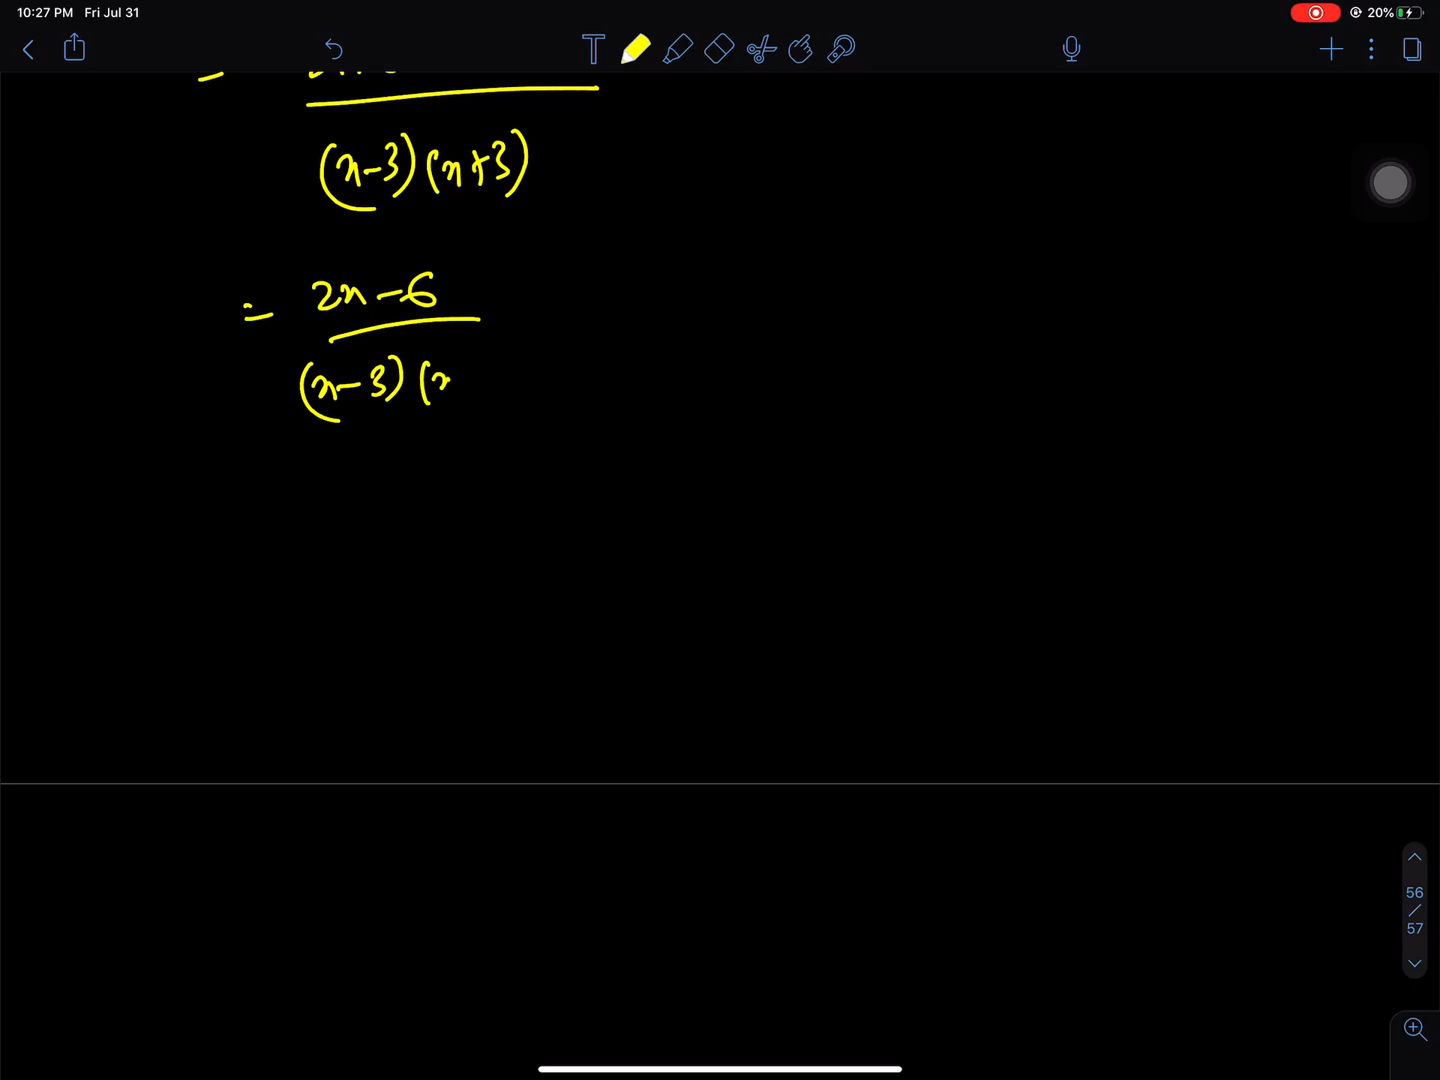 10:27 PM Fri Jul 31
20%
T
=
(x-3)(x+3)
= 2x-6
(x-3)(x
56
/
57